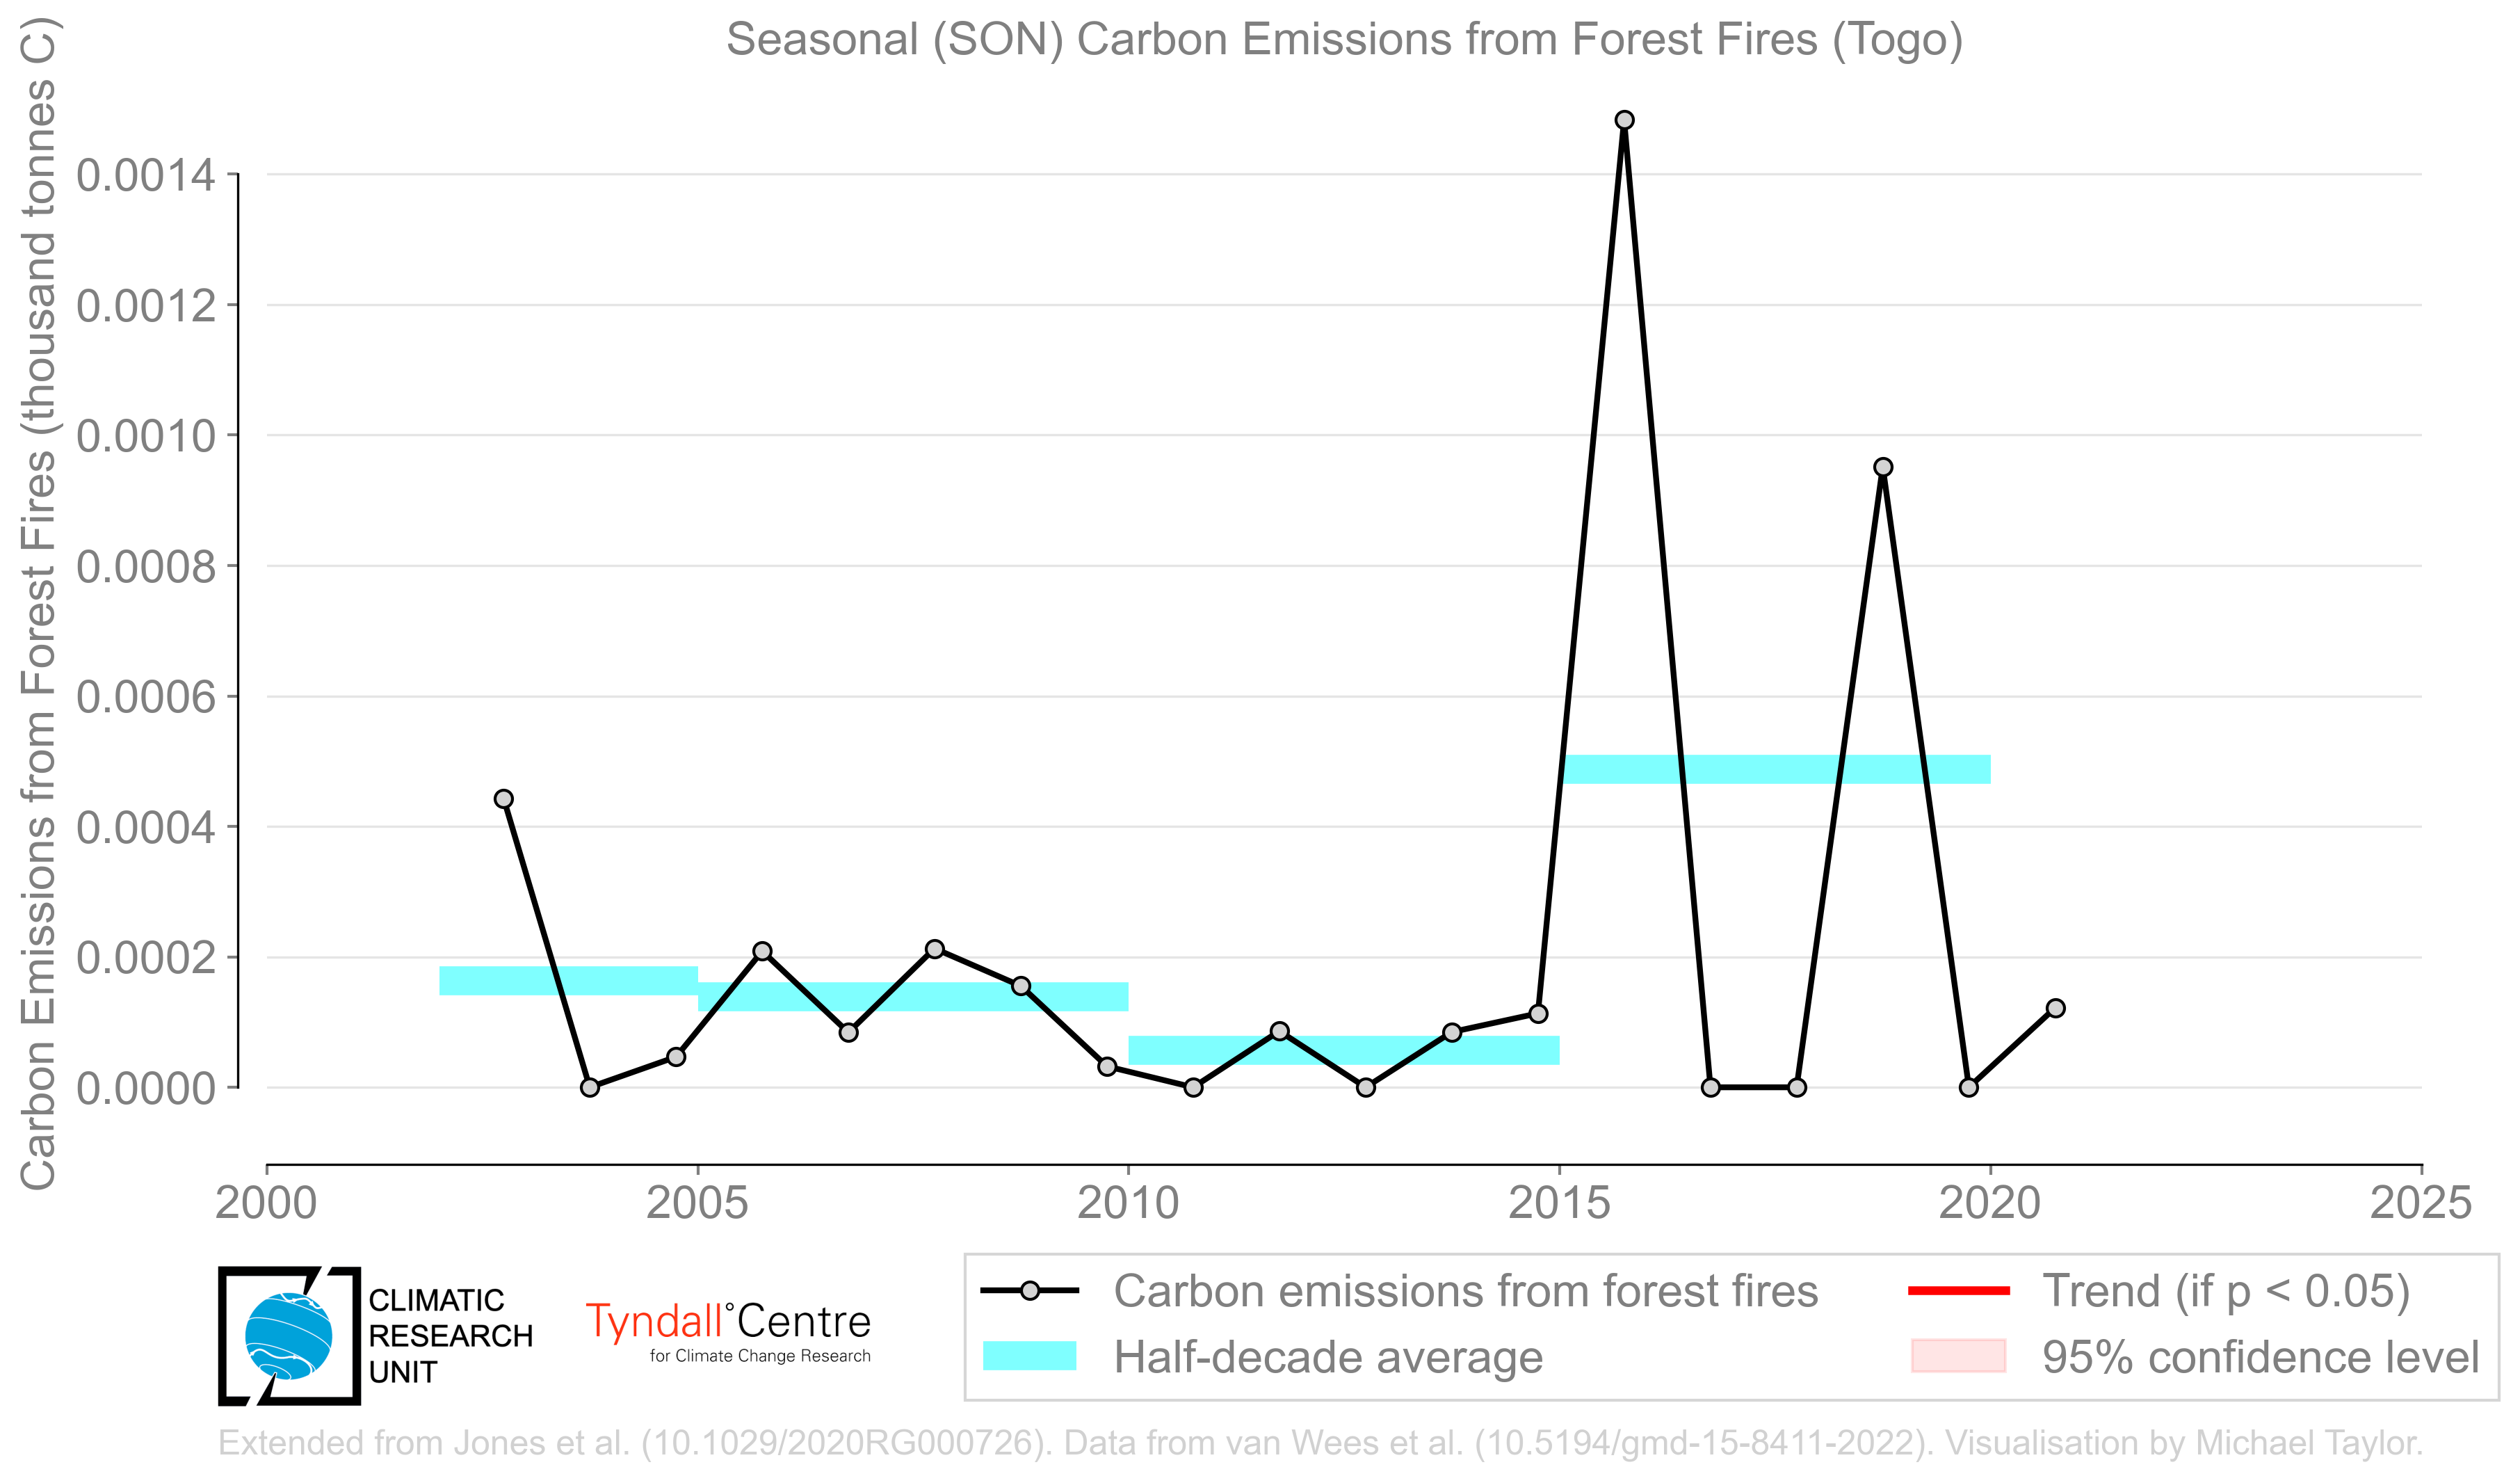 Seasonal (SON) Carbon Emissions from Forest Fires (Togo)
Carbon Emissions from Forest Fires (thousand tonnes C)
0.0014
0.0012
0.0010
0.0008
0.0006
0.0004
0.0002
0.0000
2000 2005 2010 2015 2020 2025
CLIMATIC
RESEARCH
UNIT
Tyndall°Centre
for Climate Change Research
Carbon emissions from forest fires
Half-decade average
Trend (if p < 0.05)
95% confidence level
Extended from Jones et al. (10.1029/2020RG000726). Data from van Wees et al. (10.5194/gmd-15-8411-2022). Visualisation by Michael Taylor.